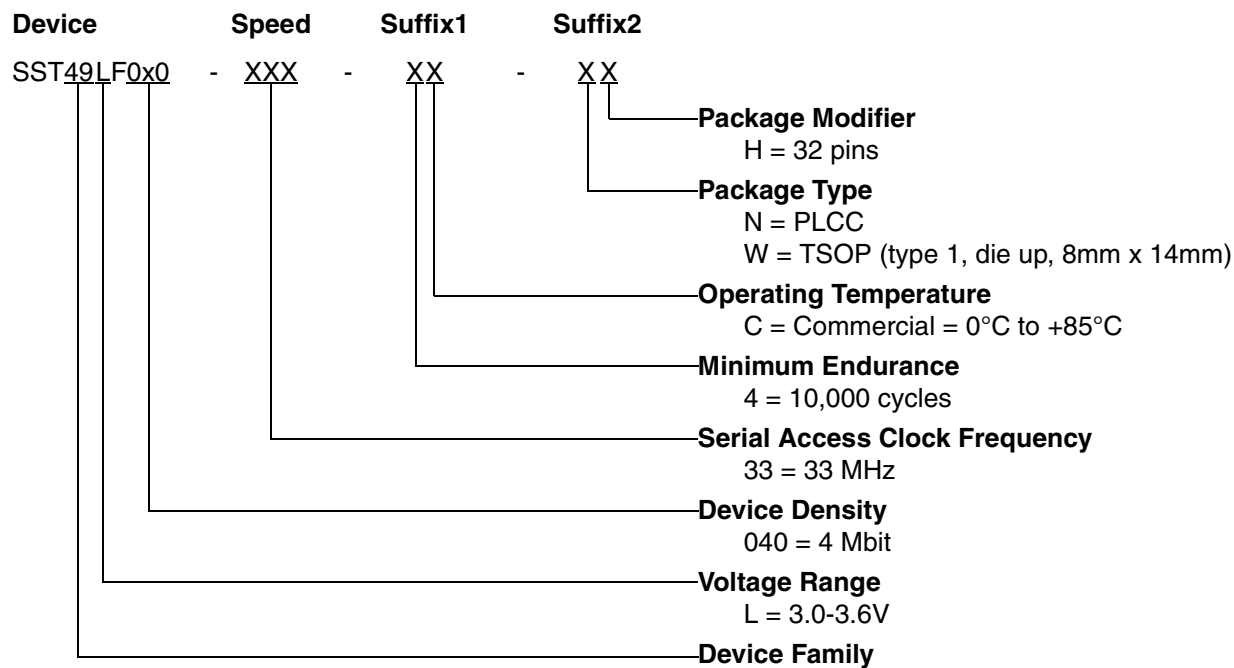 Device Speed Suffix1 Suffix2
SST49LF0x0 - XXX - XX - XX
Package Modifier
H = 32 pins
Package Type
N = PLCC
W = TSOP (type 1, die up, 8mm x 14mm)
Operating Temperature
C = Commercial = 0°C to +85°C
Minimum Endurance
4 = 10,000 cycles
Serial Access Clock Frequency
33 = 33 MHz
Device Density
040 = 4 Mbit
Voltage Range
L = 3.0-3.6V
Device Family